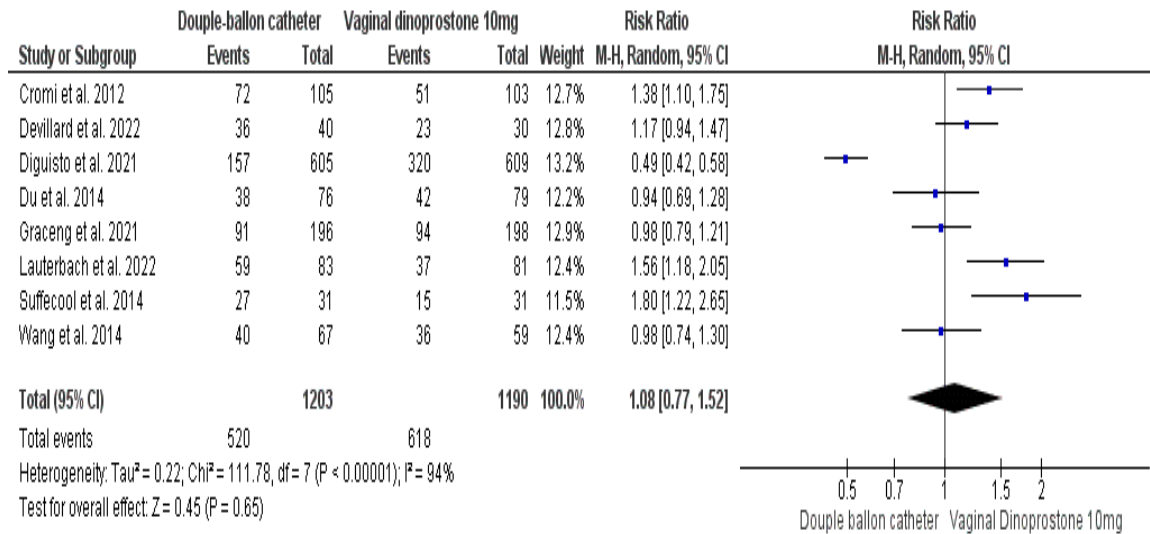 Douple-ballon catheter Vaginal dinoprostone 10mg Risk Ratio Risk Ratio
Study or Subgroup Events Total Events Total Weight M-H, Random, 95% CI M-H, Random, 95% CI
Cromi et al. 2012 72 105 51 103 12.7% 1.38 [1.10, 1.75]
Devillard et al. 2022 36 40 23 30 12.8% 1.17 [0.94, 1.47]
Diguisto et al. 2021 157 605 320 609 13.2% 0.49 [0.42, 0.58]
Du et al. 2014 38 76 42 79 12.2% 0.94 [0.69, 1.28]
Graceng et al. 2021 91 196 94 198 12.9% 0.98 [0.79, 1.21]
Lauterbach et al. 2022 59 83 37 81 12.4% 1.56 [1.18, 2.05]
Suffecool et al. 2014 27 31 15 31 11.5% 1.80 [1.22, 2.65]
Wang et al. 2014 40 67 36 59 12.4% 0.98 [0.74, 1.30]
Total (95% CI) 1203 1190 100.0% 1.08 [0.77, 1.52]
Total events 520 618
Heterogeneity: Tau² = 0.22; Chi² = 111.78, df = 7 (P < 0.00001); I² = 94%
Test for overall effect: Z = 0.45 (P = 0.65)
0.5 0.7 1 1.5 2
Douple ballon catheter Vaginal Dinoprostone 10mg